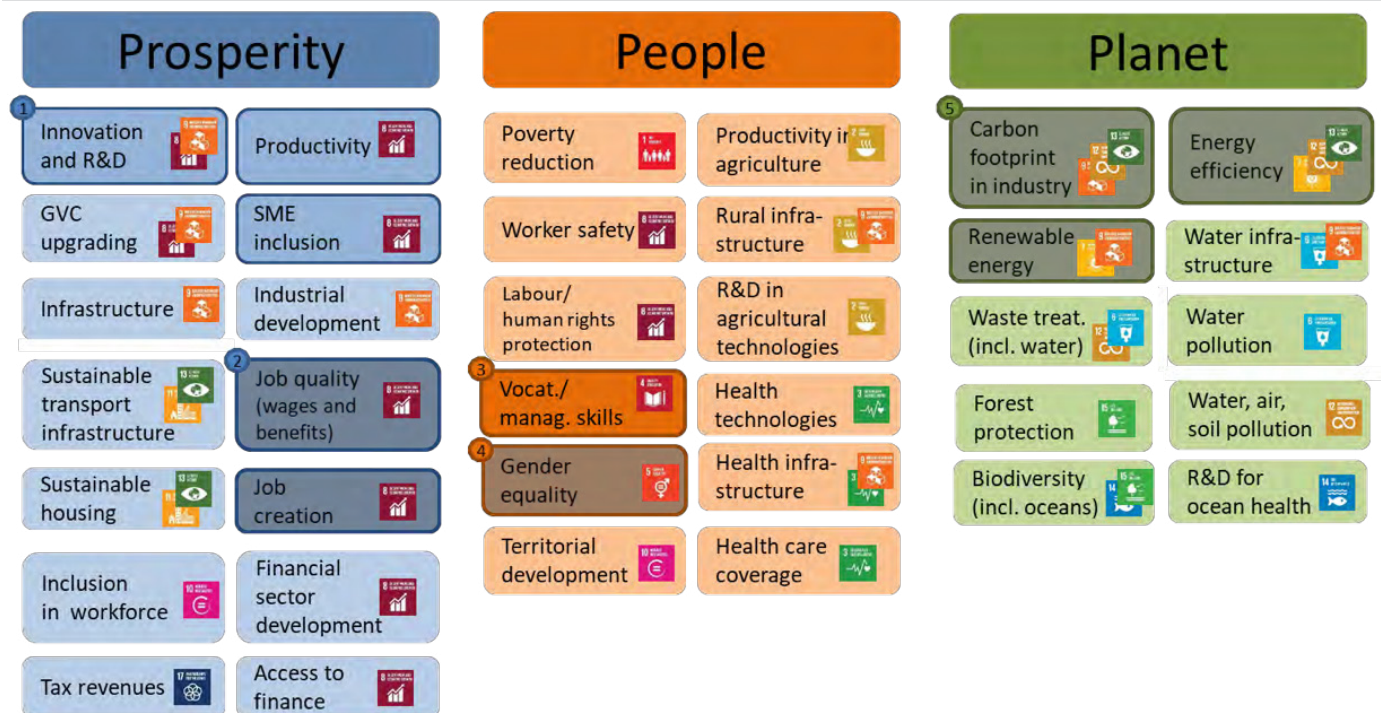 Prosperity
1
Innovation
and R&D
Productivity
GVC
upgrading
SME
inclusion
Infrastructure
Industrial
development
Sustainable
transport
infrastructure
2
Job quality
(wages and
benefits)
Sustainable
housing
Job
creation
Inclusion
in workforce
Financial
sector
development
Tax revenues
Access to
finance
People
Poverty
reduction
Productivity in
agriculture
Worker safety
Rural infra-
structure
Labour/
human rights
protection
R&D in
agricultural
technologies
3
Vocat./
manag. skills
Health
technologies
4
Gender
equality
Health infra-
structure
Territorial
development
Health care
coverage
Planet
5
Carbon
footprint
in industry
Energy
efficiency
Renewable
energy
Water infra-
structure
Waste treat.
(incl. water)
Water
pollution
Forest
protection
Water, air,
soil pollution
Biodiversity
(incl. oceans)
R&D for
ocean health